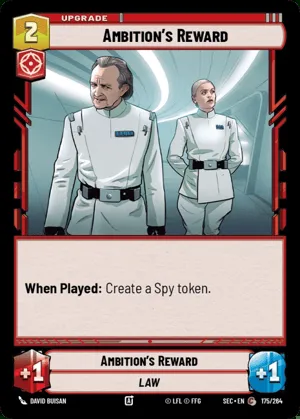 UPGRADE
2
AMBITION'S REWARD
When Played: Create a Spy token.
+1
AMBITION'S REWARD
+1
LAW
DAVID BUISAN
© LFL © FFG
SEC • EN
C
175/264